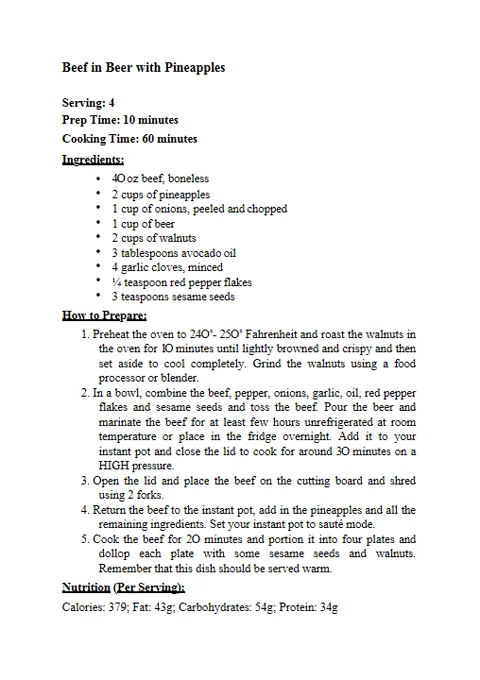 Beef in Beer with Pineapples
Serving: 4
Prep Time: 10 minutes
Cooking Time: 60 minutes
Ingredients:
• 4O oz beef, boneless
• 2 cups of pineapples
• 1 cup of onions, peeled and chopped
• 1 cup of beer
• 2 cups of walnuts
• 3 tablespoons avocado oil
• 4 garlic cloves, minced
• ¼ teaspoon red pepper flakes
• 3 teaspoons sesame seeds
How to Prepare:
1. Preheat the oven to 24O°- 25O° Fahrenheit and roast the walnuts in
the oven for 1O minutes until lightly browned and crispy and then
set aside to cool completely. Grind the walnuts using a food
processor or blender.
2. In a bowl, combine the beef, pepper, onions, garlic, oil, red pepper
flakes and sesame seeds and toss the beef. Pour the beer and
marinate the beef for at least few hours unrefrigerated at room
temperature or place in the fridge overnight. Add it to your
instant pot and close the lid to cook for around 3O minutes on a
HIGH pressure.
3. Open the lid and place the beef on the cutting board and shred
using 2 forks.
4. Return the beef to the instant pot, add in the pineapples and all the
remaining ingredients. Set your instant pot to sauté mode.
5. Cook the beef for 2O minutes and portion it into four plates and
dollop each plate with some sesame seeds and walnuts.
Remember that this dish should be served warm.
Nutrition (Per Serving):
Calories: 379; Fat: 43g; Carbohydrates: 54g; Protein: 34g